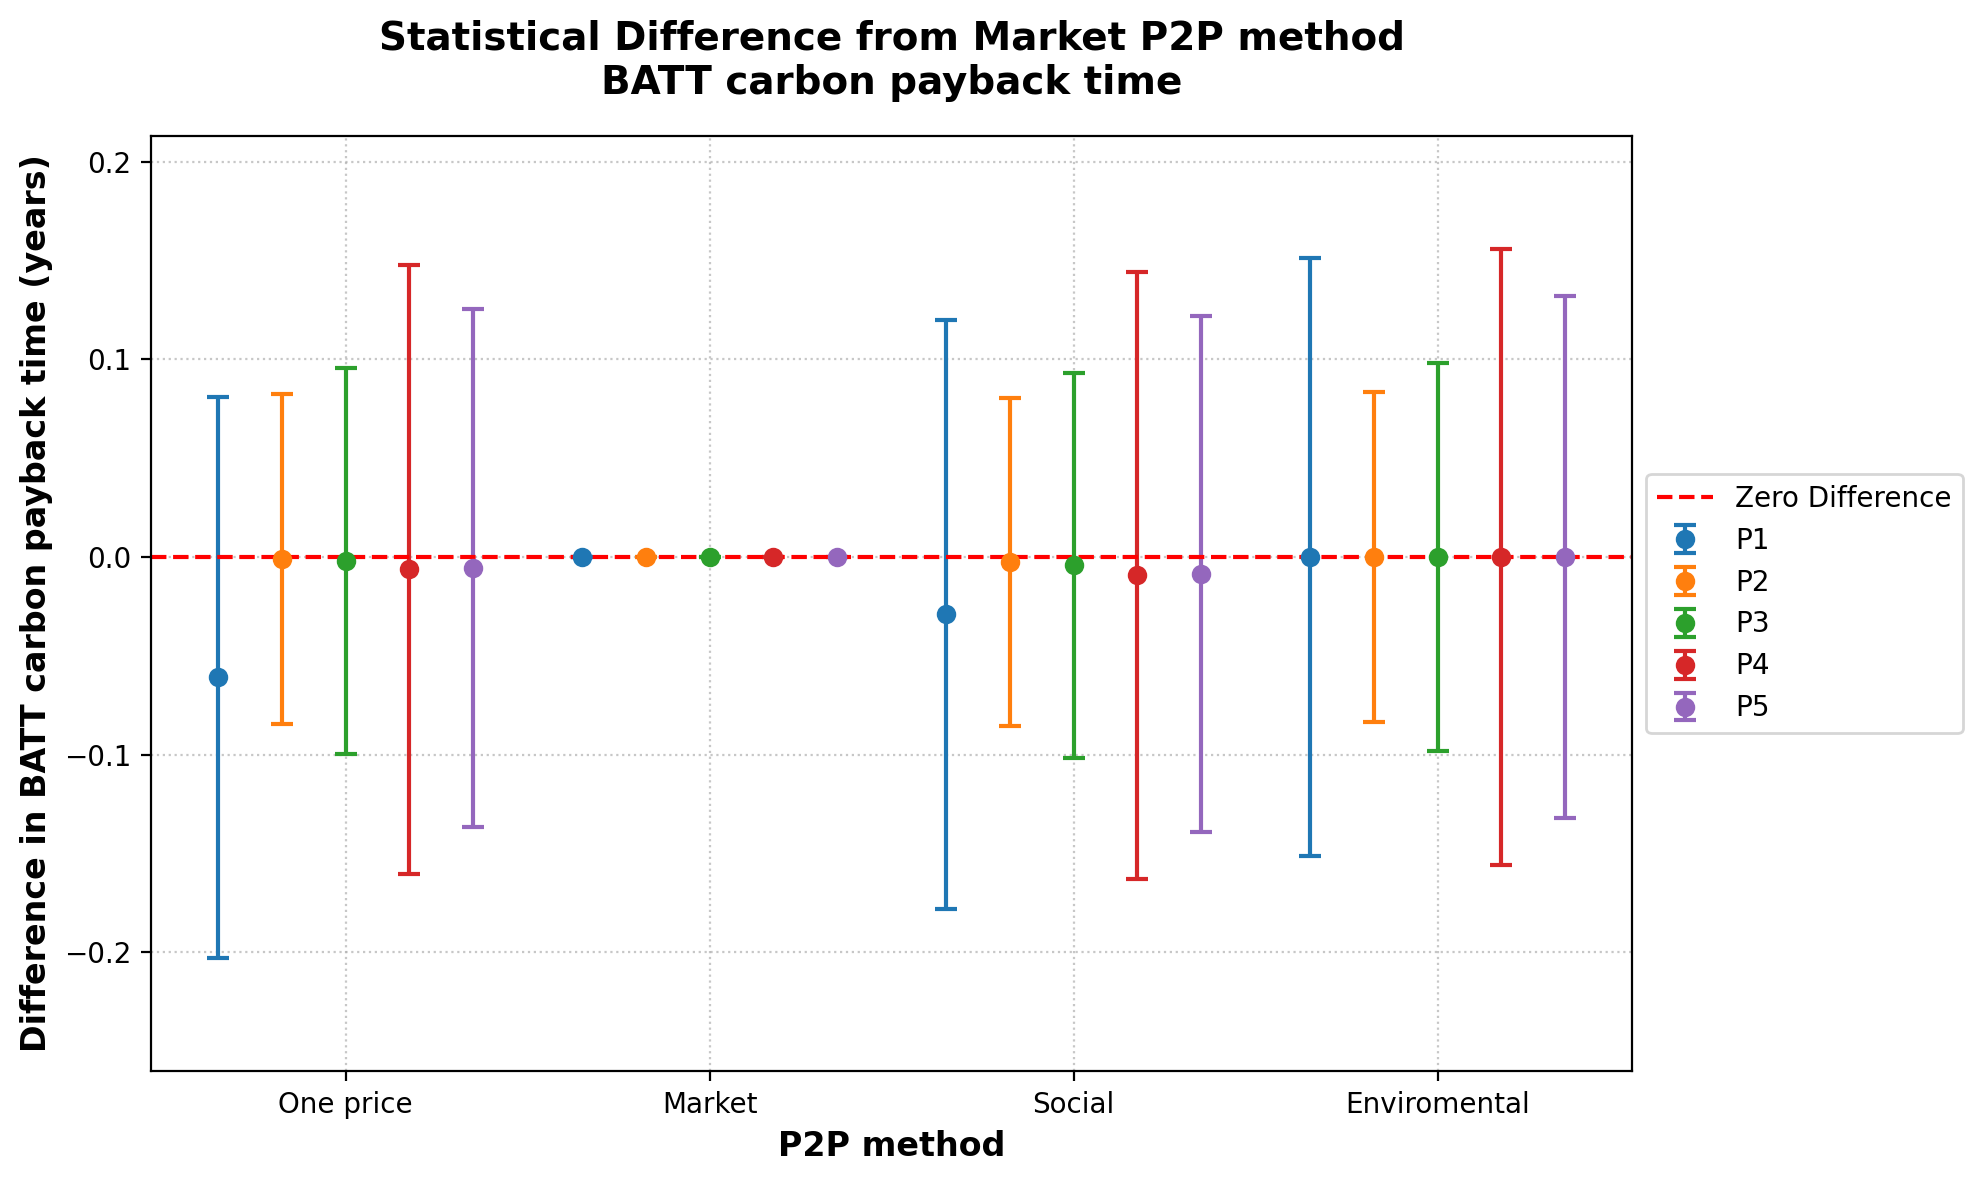 Statistical Difference from Market P2P method
BATT carbon payback time
Difference in BATT carbon payback time (years)
0.2
0.1
0.0
−0.1
−0.2
One price
Market
Social
Enviromental
P2P method
Zero Difference
P1
P2
P3
P4
P5